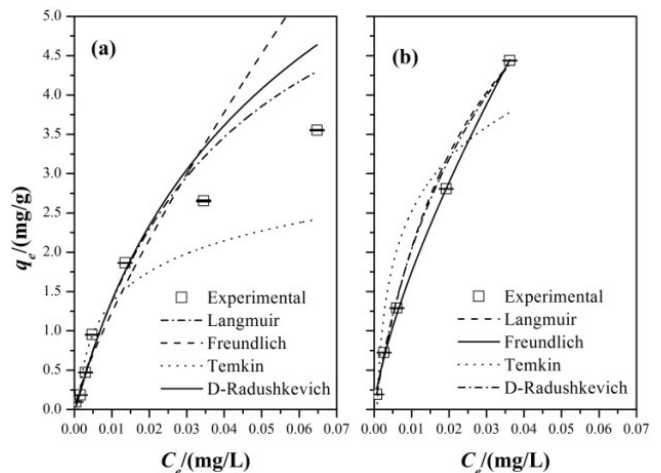 5.0
4.5
4.0
3.5
3.0
2.5
2.0
1.5
1.0
0.5
0.0
qe/(mg/g)
(a)
Experimental
Langmuir
Freundlich
Temkin
D-Radushkevich
0.00 0.01 0.02 0.03 0.04 0.05 0.06 0.07
Ce/(mg/L)
(b)
Experimental
Langmuir
Freundlich
Temkin
D-Radushkevich
0.00 0.01 0.02 0.03 0.04 0.05 0.06 0.07
Ce/(mg/L)